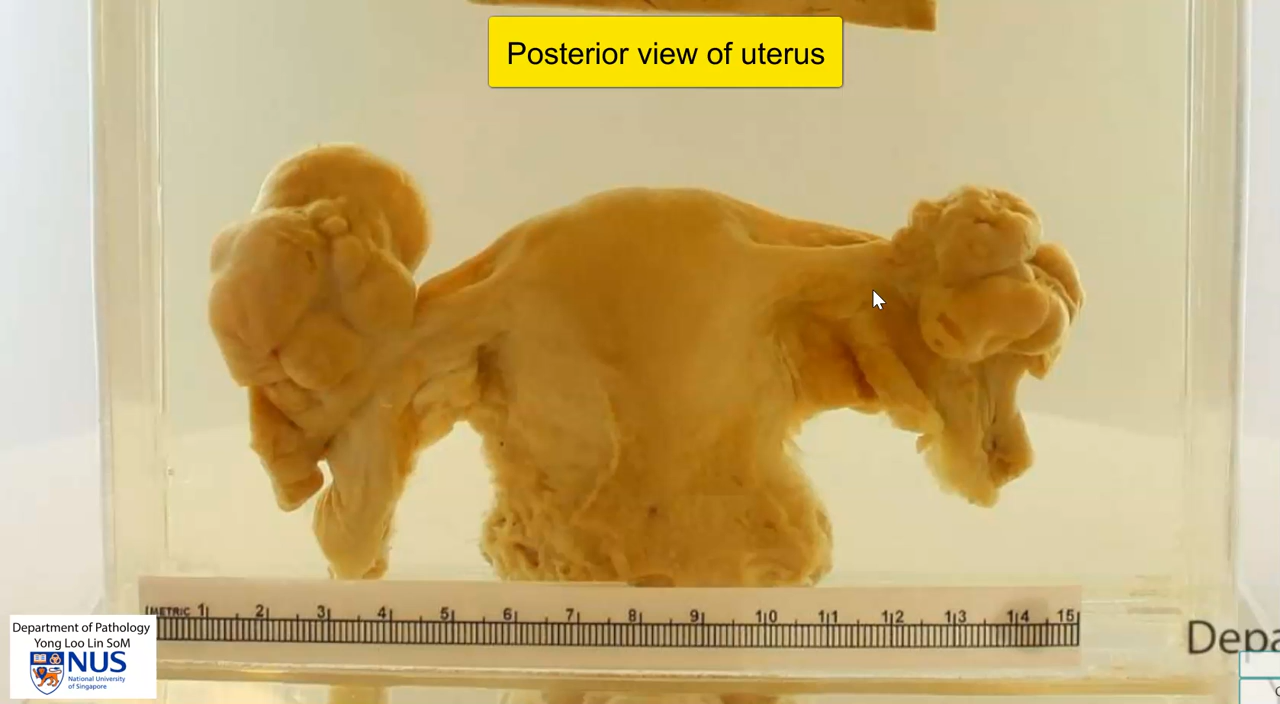 Posterior view of uterus
METRIC 1 2 3 4 5 6 7 8 9 10 11 12 13 14 15
Department of Pathology
Yong Loo Lin SoM
NUS
National University
of Singapore
Depa